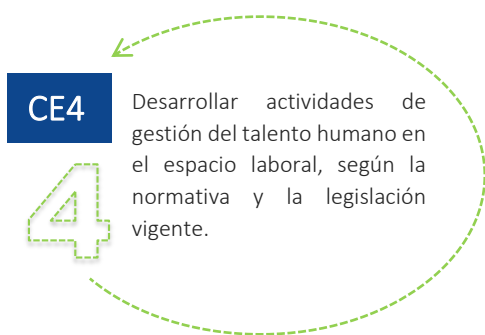 CE4
Desarrollar actividades de
gestión del talento humano en
el espacio laboral, según la
normativa y la legislación
vigente.
4